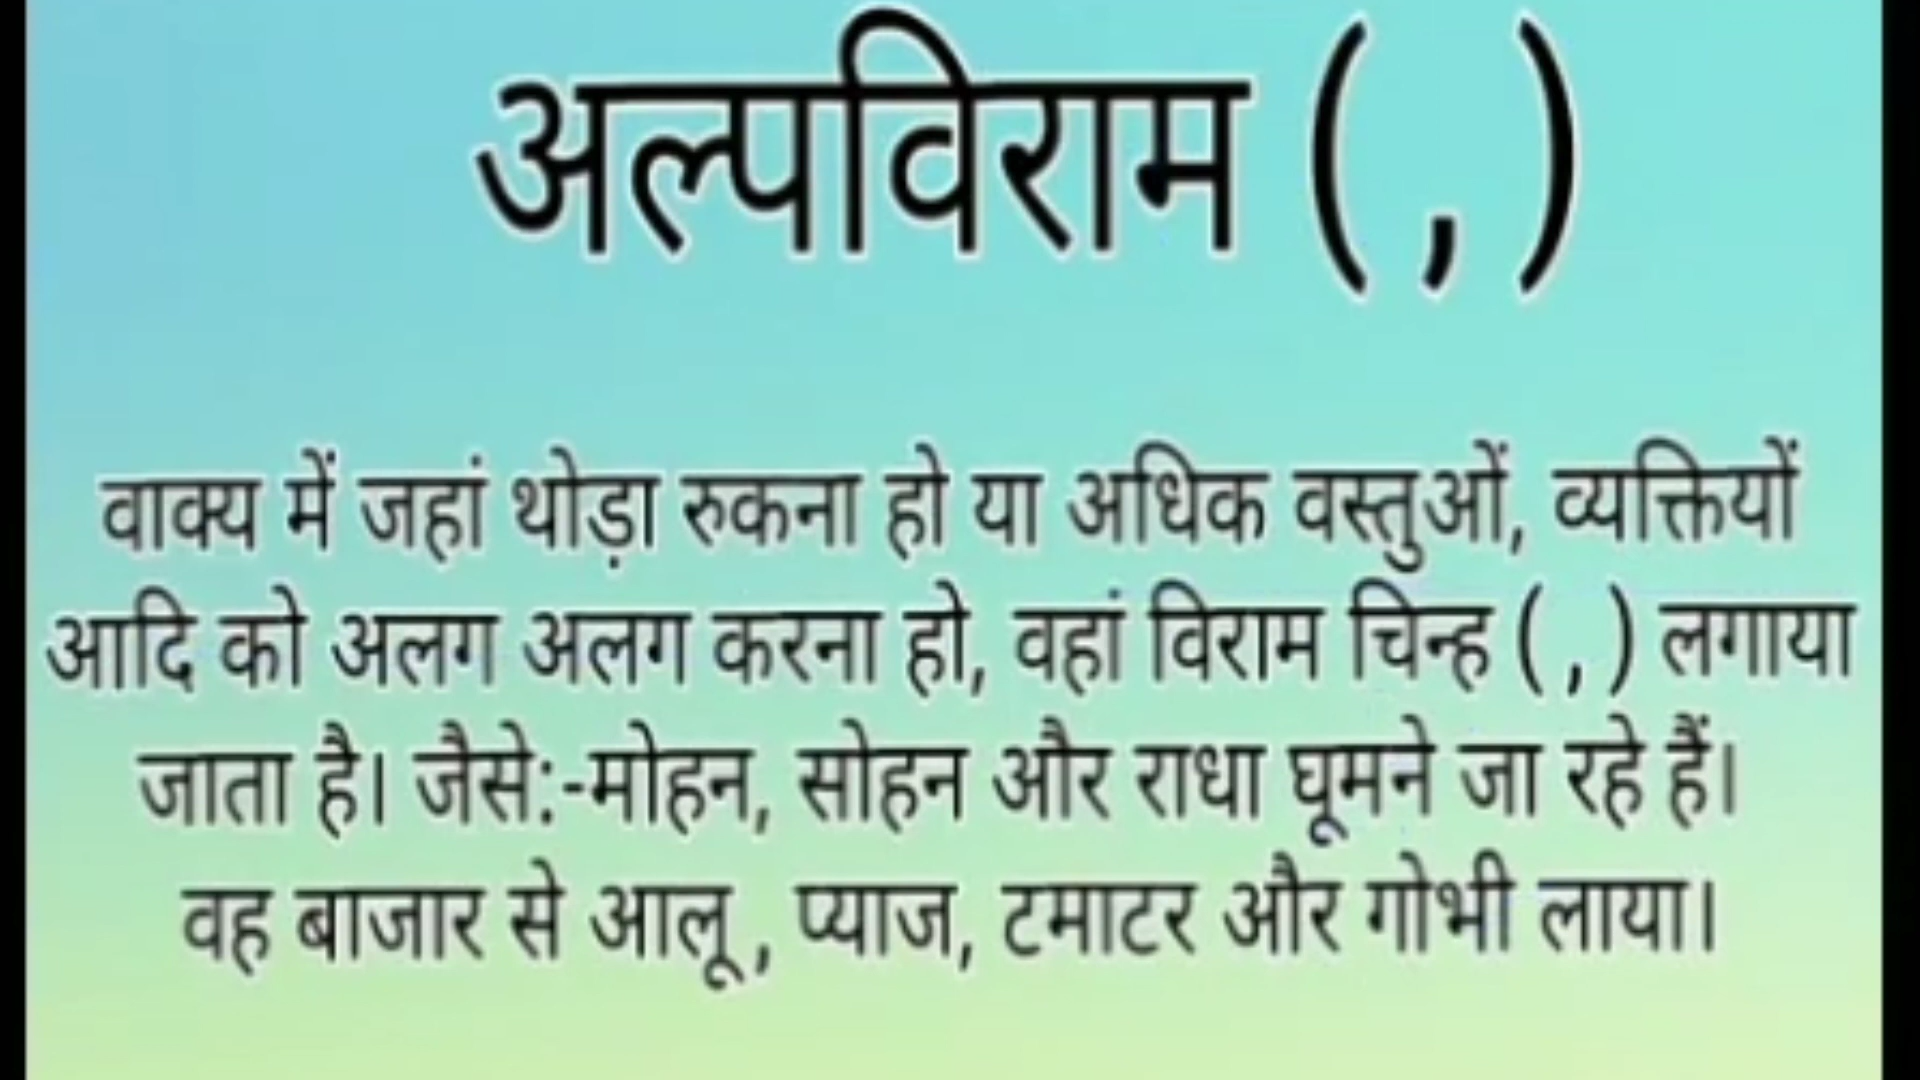 अल्पविराम ( , )
वाक्य में जहां थोड़ा रुकना हो या अधिक वस्तुओं, व्यक्तियों
आदि को अलग अलग करना हो, वहां विराम चिन्ह ( , ) लगाया
जाता है। जैसे:-मोहन, सोहन और राधा घूमने जा रहे हैं।
वह बाजार से आलू , प्याज, टमाटर और गोभी लाया।